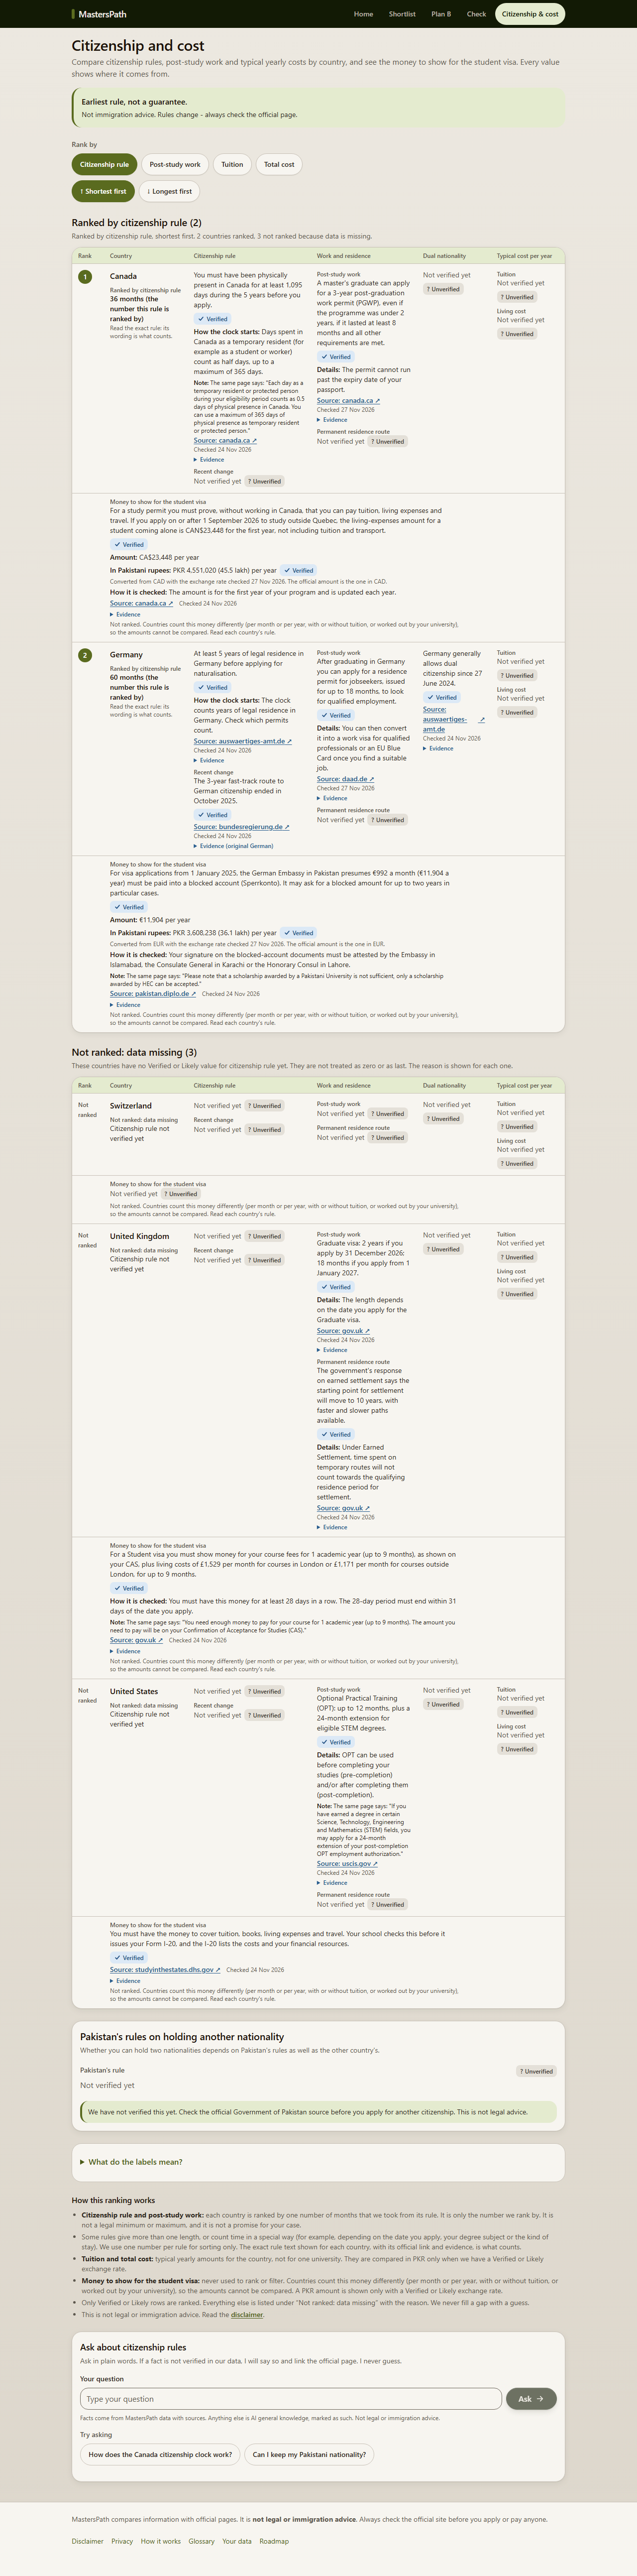 MastersPath
Home Shortlist Plan B Check Citizenship & cost
Citizenship and cost
Compare citizenship rules, post-study work and typical yearly costs by country, and see the money to show for the student visa. Every value
shows where it comes from.
Earliest rule, not a guarantee.
Not immigration advice. Rules change - always check the official page.
Rank by
Citizenship rule Post-study work Tuition Total cost
↑ Shortest first ↓ Longest first
Ranked by citizenship rule (2)
Ranked by citizenship rule, shortest first. 2 countries ranked, 3 not ranked because data is missing.
Rank Country Citizenship rule Work and residence Dual nationality Typical cost per year
1
Canada
Ranked by citizenship rule
36 months (the
number this rule is
ranked by)
Read the exact rule: its
wording is what counts.
You must have been physically
present in Canada for at least 1.095
days during the 5 years before you
apply.
✓ Verified
How the clock starts: Days spent in
Canada as a temporary resident (for
example as a student or worker)
count as half days, up to a
maximum of 365 days.
Note: The same page says: "Each day as a
temporary resident or protected person
during your eligibility period counts as 0.5
days of physical presence in Canada. You
can use a maximum of 365 days of
physical presence as temporary resident
or protected person."
Source: canada.ca ↗
Checked 24 Nov 2026
▸ Evidence
Recent change
Not verified yet ? Unverified
Post-study work
A master's graduate can apply
for a 3-year post-graduation
work permit (PGWP), even if
the programme was under 2
years, if it lasted at least 8
months and all other
requirements are met.
✓ Verified
Details: The permit cannot run
past the expiry date of your
passport.
Source: canada.ca ↗
Checked 27 Nov 2026
▸ Evidence
Permanent residence route
Not verified yet ? Unverified
Not verified yet
? Unverified
Tuition
Not verified yet
? Unverified
Living cost
Not verified yet
? Unverified
Money to show for the student visa
For a study permit you must prove, without working in Canada, that you can pay tuition, living expenses and
travel. If you apply on or after 1 September 2026 to study outside Quebec, the living-expenses amount for a
student coming alone is CAN$23.448 for the first year, not including tuition and transport.
✓ Verified
Amount: CA$23,448 per year
In Pakistani rupees: PKR 4,551,020 (45.5 lakh) per year ✓ Verified
Converted from CAD with the exchange rate checked 27 Nov 2026. The official amount is the one in CAD.
How it is checked: The amount is for the first year of your program and is updated each year.
Source: canada.ca ↗ Checked 24 Nov 2026
▸ Evidence
Not ranked. Countries count this money differently (per month or per year, with or without tuition, or worked out by your university),
so the amounts cannot be compared. Read each country's rule.
2
Germany
Ranked by citizenship rule
60 months (the
number this rule is
ranked by)
Read the exact rule: its
wording is what counts.
At least 5 years of legal residence in
Germany before applying for
naturalisation.
✓ Verified
How the clock starts: The clock
counts years of legal residence in
Germany. Check which permits
count.
Source: auswaertiges-amt.de ↗
Checked 24 Nov 2026
▸ Evidence
Recent change
The 3-year fast-track route to
German citizenship ended in
October 2025.
✓ Verified
Source: bundesregierung.de ↗
Checked 24 Nov 2026
▸ Evidence (original German)
Post-study work
After graduating in Germany
you can apply for a residence
permit for jobseekers, issued
for up to 18 months, to look
for qualified employment.
✓ Verified
Details: You can then convert
it into a work visa for qualified
professionals or an EU Blue
Card once you find a suitable
job.
Source: daad.de ↗
Checked 27 Nov 2026
▸ Evidence
Permanent residence route
Not verified yet ? Unverified
Germany generally
allows dual
citizenship since 27
June 2024.
✓ Verified
Source:
auswaertiges- ↗
amt.de
Checked 24 Nov 2026
▸ Evidence
Tuition
Not verified yet
? Unverified
Living cost
Not verified yet
? Unverified
Money to show for the student visa
For visa applications from 1 January 2025, the German Embassy in Pakistan presumes €992 a month (€11,904 a
year) must be paid into a blocked account (Sperrkonto). It may ask for a blocked amount for up to two years in
particular cases.
✓ Verified
Amount: €11,904 per year
In Pakistani rupees: PKR 3,608,238 (36.1 lakh) per year ✓ Verified
Converted from EUR with the exchange rate checked 27 Nov 2026. The official amount is the one in EUR.
How it is checked: Your signature on the blocked-account documents must be attested by the Embassy in
Islamabad, the Consulate General in Karachi or the Honorary Consul in Lahore.
Note: The same page says: "Please note that a scholarship awarded by a Pakistani University is not sufficient, only a scholarship
awarded by HEC can be accepted."
Source: pakistan.diplo.de ↗ Checked 24 Nov 2026
▸ Evidence
Not ranked. Countries count this money differently (per month or per year, with or without tuition, or worked out by your university),
so the amounts cannot be compared. Read each country's rule.
Not ranked: data missing (3)
These countries have no Verified or Likely value for citizenship rule yet. They are not treated as zero or as last. The reason is shown for each one.
Rank Country Citizenship rule Work and residence Dual nationality Typical cost per year
Not
ranked
Switzerland
Not ranked: data missing
Citizenship rule not
verified yet
Not verified yet ? Unverified
Recent change
Not verified yet ? Unverified
Post-study work
Not verified yet ? Unverified
Permanent residence route
Not verified yet ? Unverified
Not verified yet
? Unverified
Tuition
Not verified yet
? Unverified
Living cost
Not verified yet
? Unverified
Money to show for the student visa
Not verified yet ? Unverified
Not ranked. Countries count this money differently (per month or per year, with or without tuition, or worked out by your university),
so the amounts cannot be compared. Read each country's rule.
Not
ranked
United Kingdom
Not ranked: data missing
Citizenship rule not
verified yet
Not verified yet ? Unverified
Recent change
Not verified yet ? Unverified
Post-study work
Graduate visa: 2 years if you
apply by 31 December 2026;
18 months if you apply from 1
January 2027.
✓ Verified
Details: The length depends
on the date you apply for the
Graduate visa.
Source: gov.uk ↗
Checked 24 Nov 2026
▸ Evidence
Permanent residence route
The government's response
on earned settlement says the
starting point for settlement
will move to 10 years, with
faster and slower paths
available.
✓ Verified
Details: Under Earned
Settlement, time spent on
temporary routes will not
count towards the qualifying
residence period for
settlement.
Source: gov.uk ↗
Checked 24 Nov 2026
▸ Evidence
Not verified yet
? Unverified
Tuition
Not verified yet
? Unverified
Living cost
Not verified yet
? Unverified
Money to show for the student visa
For a Student visa you must show money for your course fees for 1 academic year (up to 9 months), as shown on
your CAS, plus living costs of £1,529 per month for courses in London or £1,171 per month for courses outside
London, for up to 9 months.
✓ Verified
How it is checked: You must have this money for at least 28 days in a row. The 28-day period must end within 31
days of the date you apply.
Note: The same page says: "You need enough money to pay for your course for 1 academic year (up to 9 months). The amount you
need to pay will be on your Confirmation of Acceptance for Studies (CAS)."
Source: gov.uk ↗ Checked 24 Nov 2026
▸ Evidence
Not ranked. Countries count this money differently (per month or per year, with or without tuition, or worked out by your university),
so the amounts cannot be compared. Read each country's rule.
Not
ranked
United States
Not ranked: data missing
Citizenship rule not
verified yet
Not verified yet ? Unverified
Recent change
Not verified yet ? Unverified
Post-study work
Optional Practical Training
(OPT): up to 12 months, plus a
24-month extension for
eligible STEM degrees.
✓ Verified
Details: OPT can be used
before completing your
studies (pre-completion)
and/or after completing them
(post-completion).
Note: The same page says: "If you
have earned a degree in certain
Science, Technology, Engineering
and Mathematics (STEM) fields, you
may apply for a 24-month
extension of your post-completion
OPT employment authorization."
Source: uscis.gov ↗
Checked 24 Nov 2026
▸ Evidence
Permanent residence route
Not verified yet ? Unverified
Not verified yet
? Unverified
Tuition
Not verified yet
? Unverified
Living cost
Not verified yet
? Unverified
Money to show for the student visa
You must have the money to cover tuition, books, living expenses and travel. Your school checks this before it
issues your Form I-20, and the I-20 lists the costs and your financial resources.
✓ Verified
Source: studyinthestates.dhs.gov ↗ Checked 24 Nov 2026
▸ Evidence
Not ranked. Countries count this money differently (per month or per year, with or without tuition, or worked out by your university),
so the amounts cannot be compared. Read each country's rule.
Pakistan's rules on holding another nationality
Whether you can hold two nationalities depends on Pakistan's rules as well as the other country's.
Pakistan's rule ? Unverified
Not verified yet
We have not verified this yet. Check the official Government of Pakistan source before you apply for another citizenship. This is not legal advice.
▸ What do the labels mean?
How this ranking works
Citizenship rule and post-study work: each country is ranked by one number of months that we took from its rule. It is only the number we rank by. It is
not a legal minimum or maximum, and it is not a promise for your case.
Some rules give more than one length, or count time in a special way (for example, depending on the date you apply, your degree subject or the kind of
stay). We use one number per rule for sorting only. The exact rule text shown for each country, with its official link and evidence, is what counts.
Tuition and total cost: typical yearly amounts for the country, not for one university. They are compared in PKR only when we have a Verified or Likely
exchange rate.
Money to show for the student visa: never used to rank or filter. Countries count this money differently (per month or per year, with or without tuition, or
worked out by your university), so the amounts cannot be compared. A PKR amount is shown only with a Verified or Likely exchange rate.
Only Verified or Likely rows are ranked. Everything else is listed under "Not ranked: data missing" with the reason. We never fill a gap with a guess.
This is not legal or immigration advice. Read the disclaimer.
Ask about citizenship rules
Ask in plain words. If a fact is not verified in our data, I will say so and link the official page. I never guess.
Your question
Type your question Ask →
Facts come from MastersPath data with sources. Anything else is AI general knowledge, marked as such. Not legal or immigration advice.
Try asking
How does the Canada citizenship clock work? Can I keep my Pakistani nationality?
MastersPath compares information with official pages. It is not legal or immigration advice. Always check the official site before you apply or pay anyone.
Disclaimer Privacy How it works Glossary Your data Roadmap